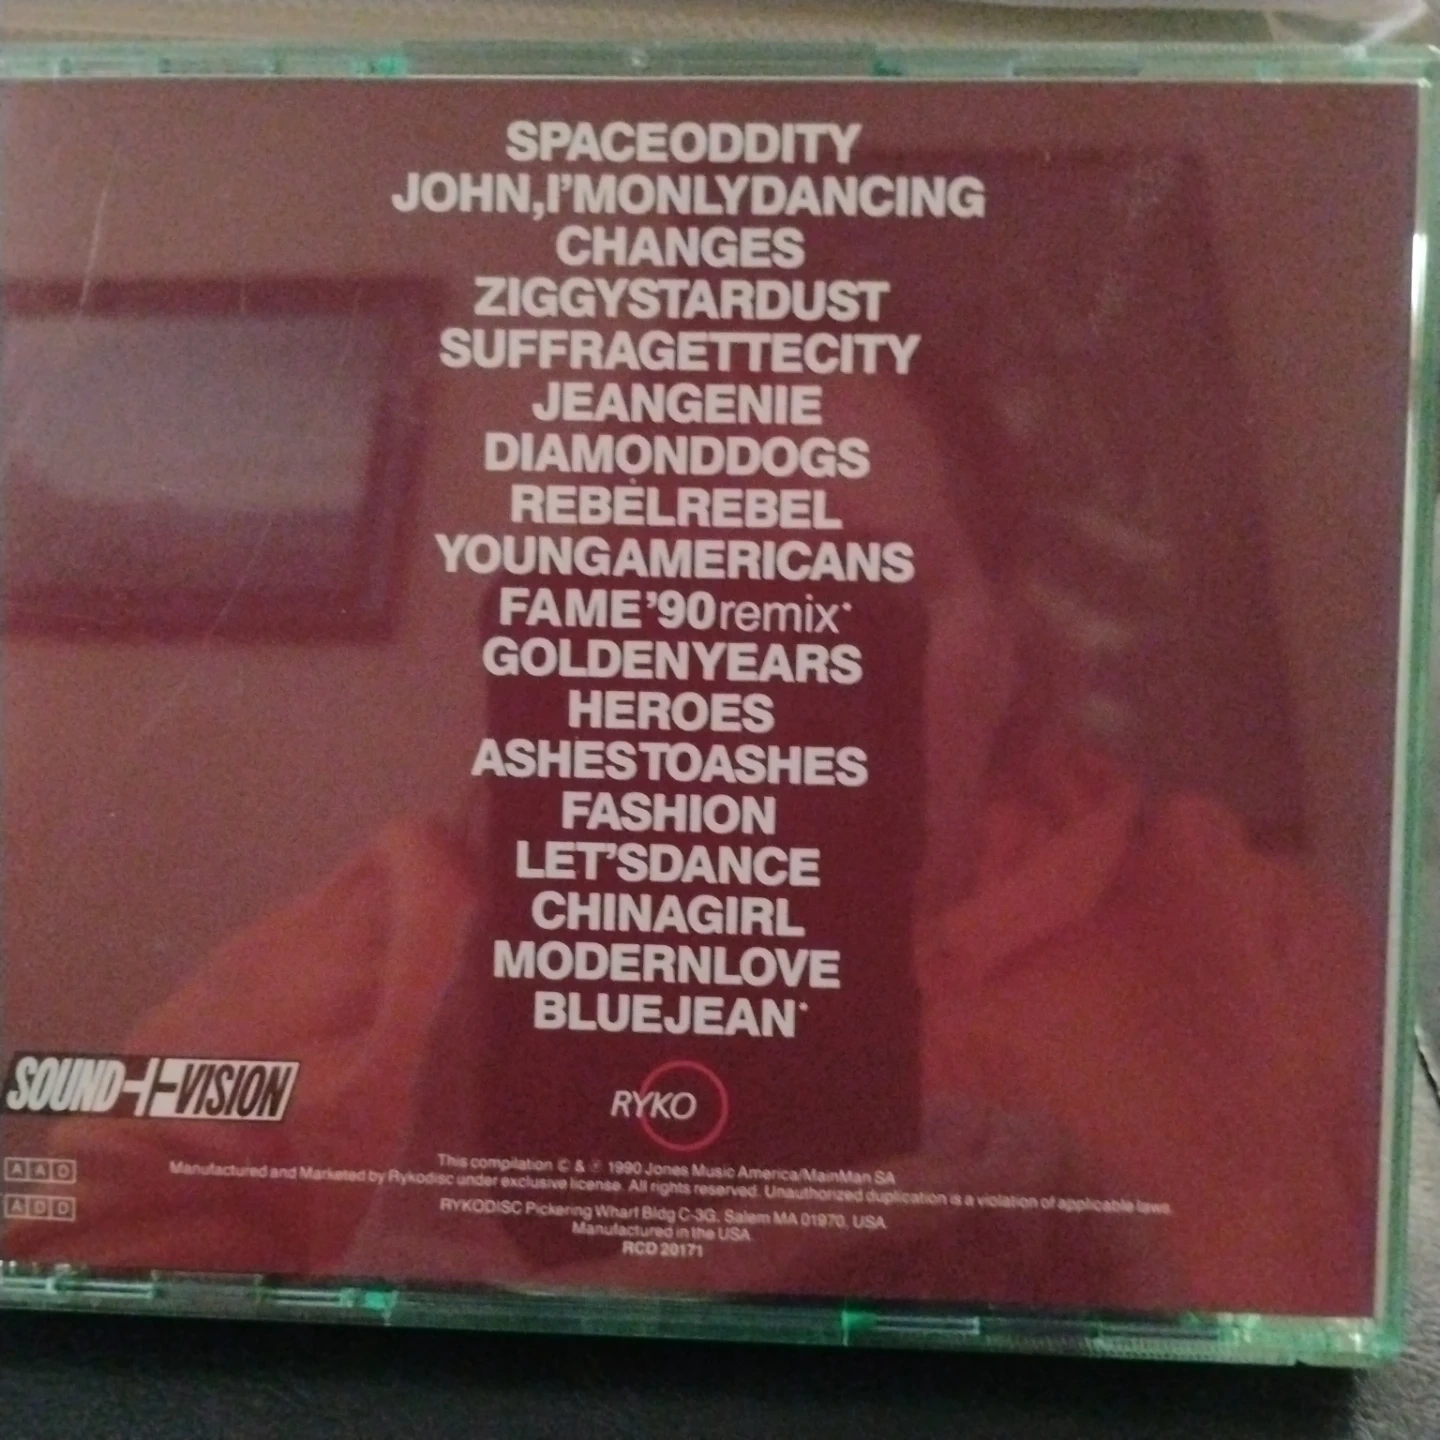 SPACEODDITY
JOHN,I'MONLYDANCING
CHANGES
ZIGGYSTARDUST
SUFFRAGETTECITY
JEANGENIE
DIAMONDDOGS
REBELREBEL
YOUNGAMERICANS
FAME'90remix*
GOLDENYEARS
HEROES
ASHESTOASHES
FASHION
LET'SDANCE
CHINAGIRL
MODERNLOVE
BLUEJEAN*
SOUND+VISION
RYKO
AAD
ADD
This compilation © & ℗ 1990 Jones Music America/MainMan SA
Manufactured and Marketed by Rykodisc under exclusive license. All rights reserved. Unauthorized duplication is a violation of applicable laws.
RYKODISC Pickering Wharf Bldg C-3G, Salem MA 01970, USA
Manufactured in the USA
RCD 20171